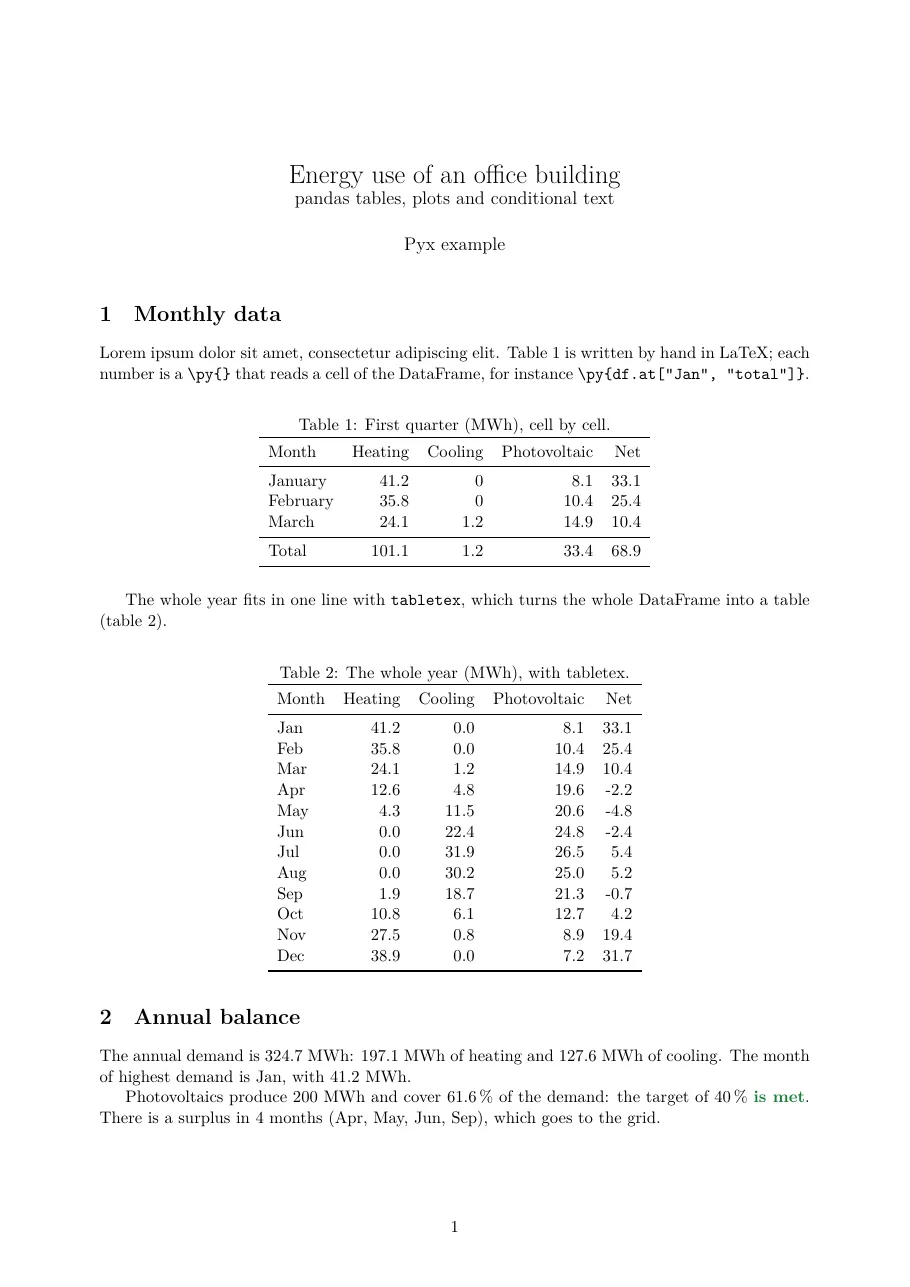 Energy use of an office building
pandas tables, plots and conditional text
Pyx example
1 Monthly data
Lorem ipsum dolor sit amet, consectetur adipiscing elit. Table 1 is written by hand in LaTeX; each
number is a \py{} that reads a cell of the DataFrame, for instance \py{df.at["Jan", "total"]}.
Table 1: First quarter (MWh), cell by cell.
Month Heating Cooling Photovoltaic Net
January 41.2 0 8.1 33.1
February 35.8 0 10.4 25.4
March 24.1 1.2 14.9 10.4
Total 101.1 1.2 33.4 68.9
The whole year fits in one line with tabletex, which turns the whole DataFrame into a table
(table 2).
Table 2: The whole year (MWh), with tabletex.
Month Heating Cooling Photovoltaic Net
Jan 41.2 0.0 8.1 33.1
Feb 35.8 0.0 10.4 25.4
Mar 24.1 1.2 14.9 10.4
Apr 12.6 4.8 19.6 -2.2
May 4.3 11.5 20.6 -4.8
Jun 0.0 22.4 24.8 -2.4
Jul 0.0 31.9 26.5 5.4
Aug 0.0 30.2 25.0 5.2
Sep 1.9 18.7 21.3 -0.7
Oct 10.8 6.1 12.7 4.2
Nov 27.5 0.8 8.9 19.4
Dec 38.9 0.0 7.2 31.7
2 Annual balance
The annual demand is 324.7 MWh: 197.1 MWh of heating and 127.6 MWh of cooling. The month
of highest demand is Jan, with 41.2 MWh.
Photovoltaics produce 200 MWh and cover 61.6 % of the demand: the target of 40 % is met.
There is a surplus in 4 months (Apr, May, Jun, Sep), which goes to the grid.
1